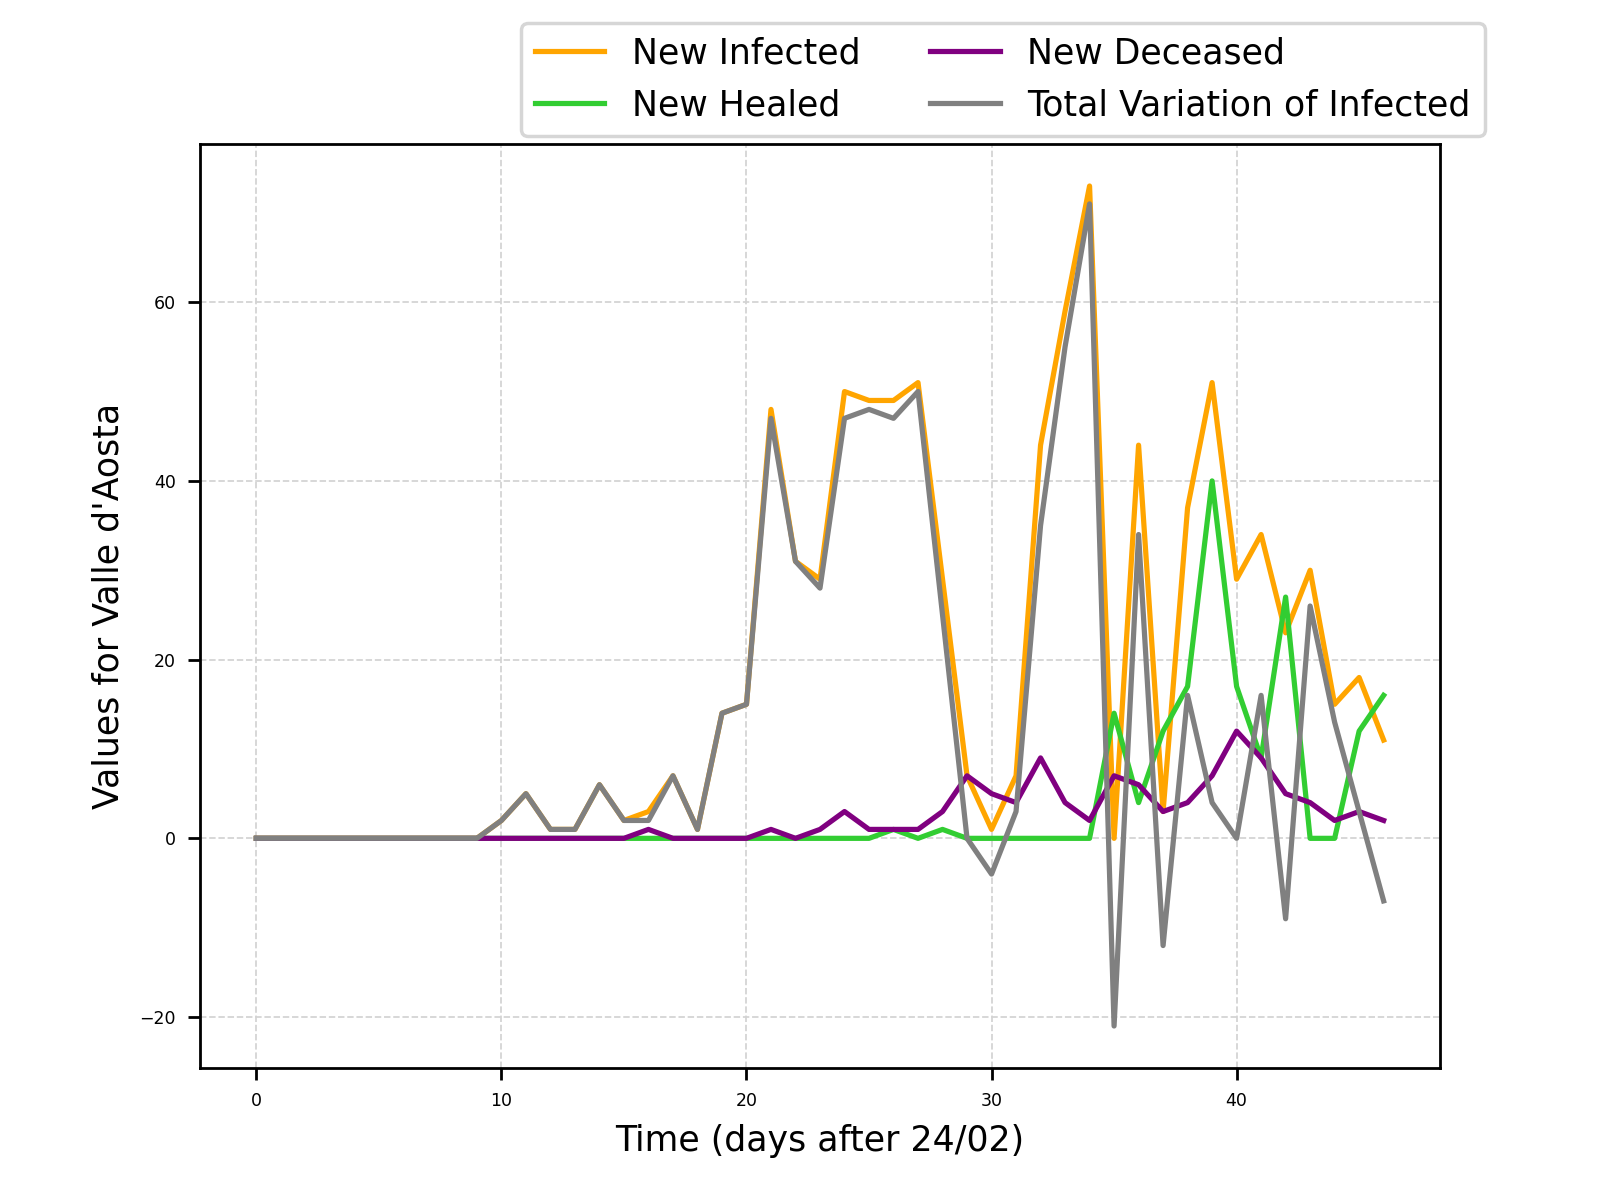 New Infected
New Healed
New Deceased
Total Variation of Infected
Values for Valle d'Aosta
60
40
20
0
−20
0 10 20 30 40
Time (days after 24/02)